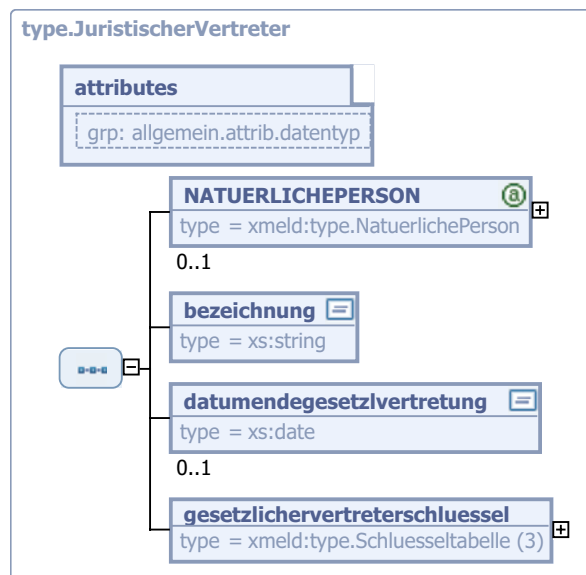 type.JuristischerVertreter
attributes
grp: allgemein.attrib.datentyp
NATUERLICHEPERSON
type = xmeld:type.NatuerlichePerson
0..1
bezeichnung
type = xs:string
datumendegesetzlvertretung
type = xs:date
0..1
gesetzlichervertreterschluessel
type = xmeld:type.Schluesseltabelle (3)